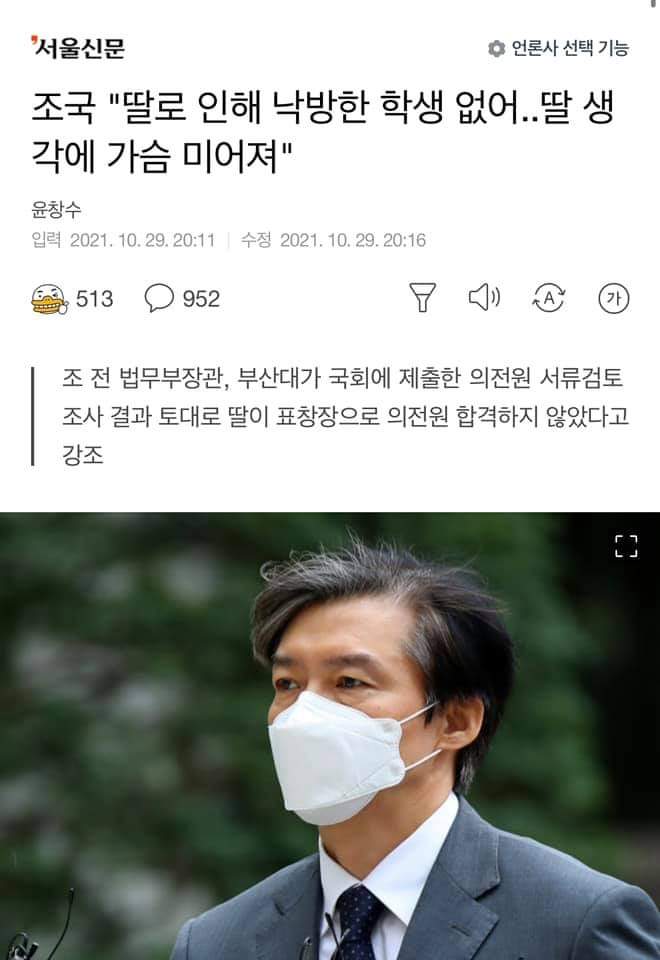 서울신문
언론사 선택 기능
조국 "딸로 인해 낙방한 학생 없어..딸 생
각에 가슴 미어져"
윤창수
입력 2021. 10. 29. 20:11 수정 2021. 10. 29. 20:16
513 952 A 가
조 전 법무부장관, 부산대가 국회에 제출한 의전원 서류검토
조사 결과 토대로 딸이 표창장으로 의전원 합격하지 않았다고
강조